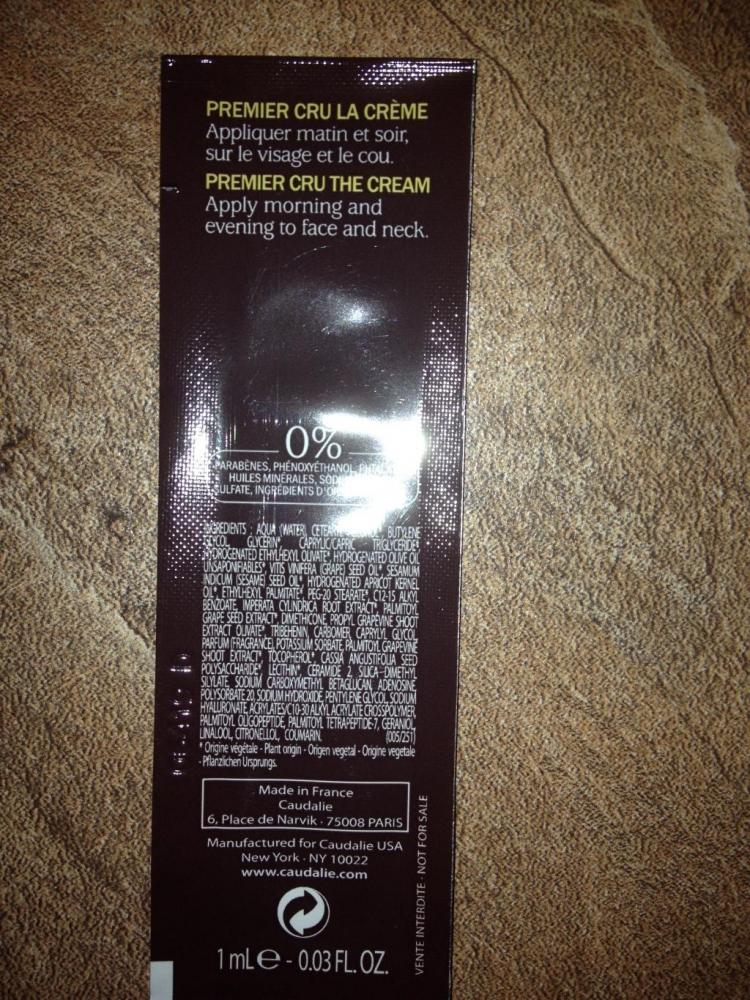 PREMIER CRU LA CRÈME
Appliquer matin et soir,
sur le visage et le cou.
PREMIER CRU THE CREAM
Apply morning and
evening to face and neck.
0%
PARABÈNES, PHÉNOXYÉTHANOL,
HUILES MINÉRALES,
SULFATE, INGRÉDIENTS
INGREDIENTS : AQUA (WATER), BUTYLENE
GLYCOL, GLYCERIN*, CAPRYLIC/CAPRIC TRIGLYCERIDE*,
HYDROGENATED ETHYLHEXYL OLIVATE*, HYDROGENATED OLIVE OIL
UNSAPONIFIABLES*, VITIS VINIFERA (GRAPE) SEED OIL*, SESAMUM
INDICUM (SESAME) SEED OIL*, HYDROGENATED APRICOT KERNEL
OIL*, ETHYLHEXYL PALMITATE*, PEG-20 STEARATE*, C12-15 ALKYL
BENZOATE, IMPERATA CYLINDRICA ROOT EXTRACT*, PALMITOYL
GRAPE SEED EXTRACT*, DIMETHICONE, PROPYL GRAPEVINE SHOOT
EXTRACT OLIVATE*, TRIBEHENIN, CARBOMER, CAPRYLYL GLYCOL,
PARFUM (FRAGRANCE), POTASSIUM SORBATE, PALMITOYL GRAPEVINE
SHOOT EXTRACT*, TOCOPHEROL*, CASSIA ANGUSTIFOLIA SEED
POLYSACCHARIDE*, LECITHIN*, CERAMIDE 2, SILICA DIMETHYL
SILYLATE, SODIUM CARBOXYMETHYL BETAGLUCAN, ADENOSINE,
POLYSORBATE 20, SODIUM HYDROXIDE, PENTYLENE GLYCOL, SODIUM
HYALURONATE, ACRYLATES/C10-30 ALKYL ACRYLATE CROSSPOLYMER,
PALMITOYL OLIGOPEPTIDE, PALMITOYL TETRAPEPTIDE-7, GERANIOL,
LINALOOL, CITRONELLOL, COUMARIN. (005/251)
* Origine végétale - Plant origin - Origen vegetal - Origine vegetale
- Pflanzlichen Ursprungs.
Made in France
Caudalie
6, Place de Narvik · 75008 PARIS
Manufactured for Caudalie USA
New York · NY 10022
www.caudalie.com
1 mL e - 0.03 FL. OZ.
VENTE INTERDITE - NOT FOR SALE